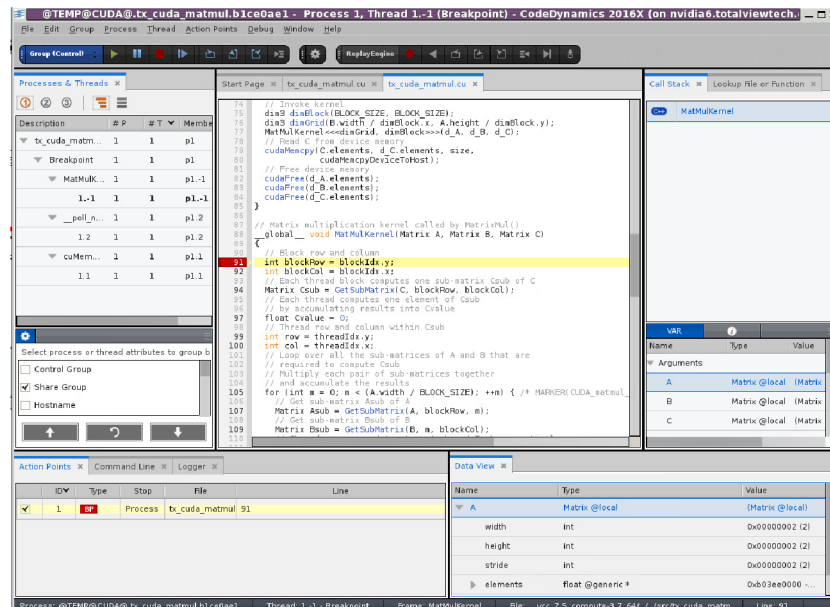 @TEMP@CUDA@.tx_cuda_matmul.b1ce0ae1 - Process 1, Thread 1.-1 (Breakpoint) - CodeDynamics 2016X (on nvidia6.totalviewtech.
File Edit Group Process Thread Action Points Debug Window Help
Group (Control) ReplayEngine
Processes & Threads
1 2 3
Description # P # T Membe
tx_cuda_matm... 1 1 p1
Breakpoint 1 1 p1
MatMulK... 1 1 p1.-1
1.-1 1 1 p1.-1
__poll_n... 1 1 p1.2
1.2 1 1 p1.2
cuMem... 1 1 p1.1
1.1 1 1 p1.1
Select process or thread attributes to group b
Control Group
Share Group
Hostname
Start Page tx_cuda_matmul.cu tx_cuda_matmul.cu
74 // Invoke kernel
75 dim3 dimBlock(BLOCK_SIZE, BLOCK_SIZE);
76 dim3 dimGrid(B.width / dimBlock.x, A.height / dimBlock.y);
77 MatMulKernel<<<dimGrid, dimBlock>>>(d_A, d_B, d_C);
78 // Read C from device memory
79 cudaMemcpy(C.elements, d_C.elements, size,
80 cudaMemcpyDeviceToHost);
81 // Free device memory
82 cudaFree(d_A.elements);
83 cudaFree(d_B.elements);
84 cudaFree(d_C.elements);
85 }
86
87 // Matrix multiplication kernel called by MatrixMul()
88 __global__ void MatMulKernel(Matrix A, Matrix B, Matrix C)
89 {
90 // Block row and column
91 int blockRow = blockIdx.y;
92 int blockCol = blockIdx.x;
93 // Each thread block computes one sub-matrix Csub of C
94 Matrix Csub = GetSubMatrix(C, blockRow, blockCol);
95 // Each thread computes one element of Csub
96 // by accumulating results into Cvalue
97 float Cvalue = 0;
98 // Thread row and column within Csub
99 int row = threadIdx.y;
100 int col = threadIdx.x;
101 // Loop over all the sub-matrices of A and B that are
102 // required to compute Csub
103 // Multiply each pair of sub-matrices together
104 // and accumulate the results
105 for (int m = 0; m < (A.width / BLOCK_SIZE); ++m) { /* MARKER(CUDA_matmul_
106 // Get sub-matrix Asub of A
107 Matrix Asub = GetSubMatrix(A, blockRow, m);
108 // Get sub-matrix Bsub of B
109 Matrix Bsub = GetSubMatrix(B, m, blockCol);
110
Call Stack Lookup File or Function
C++ MatMulKernel
VAR i
Name Type Value
Arguments
A Matrix @local (Matrix
B Matrix @local (Matrix
C Matrix @local (Matrix
Action Points Command Line Logger
ID Type Stop File Line
1 BP Process tx_cuda_matmul 91
Data View
Name Type Value
A Matrix @local (Matrix @local)
width int 0x00000002 (2)
height int 0x00000002 (2)
stride int 0x00000002 (2)
elements float @generic * 0xb03ee0000 -...
Process: @TEMP@CUDA@.tx_cuda_matmul.b1ce0ae1 Thread: 1.-1 - Breakpoint Frame: MatMulKernel File: Line: 91